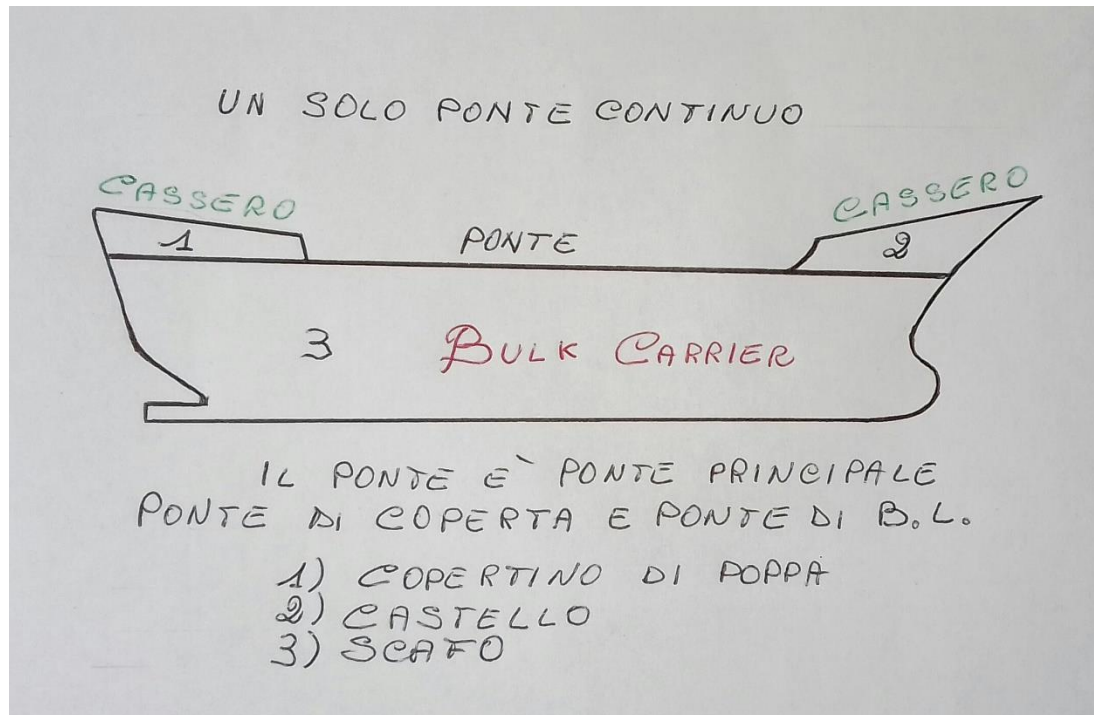 UN SOLO PONTE CONTINUO
CASSERO
CASSERO
1
PONTE
2
3
BULK CARRIER
IL PONTE E` PONTE PRINCIPALE
PONTE DI COPERTA E PONTE DI B.L.
1) COPERTINO DI POPPA
2) CASTELLO
3) SCAFO